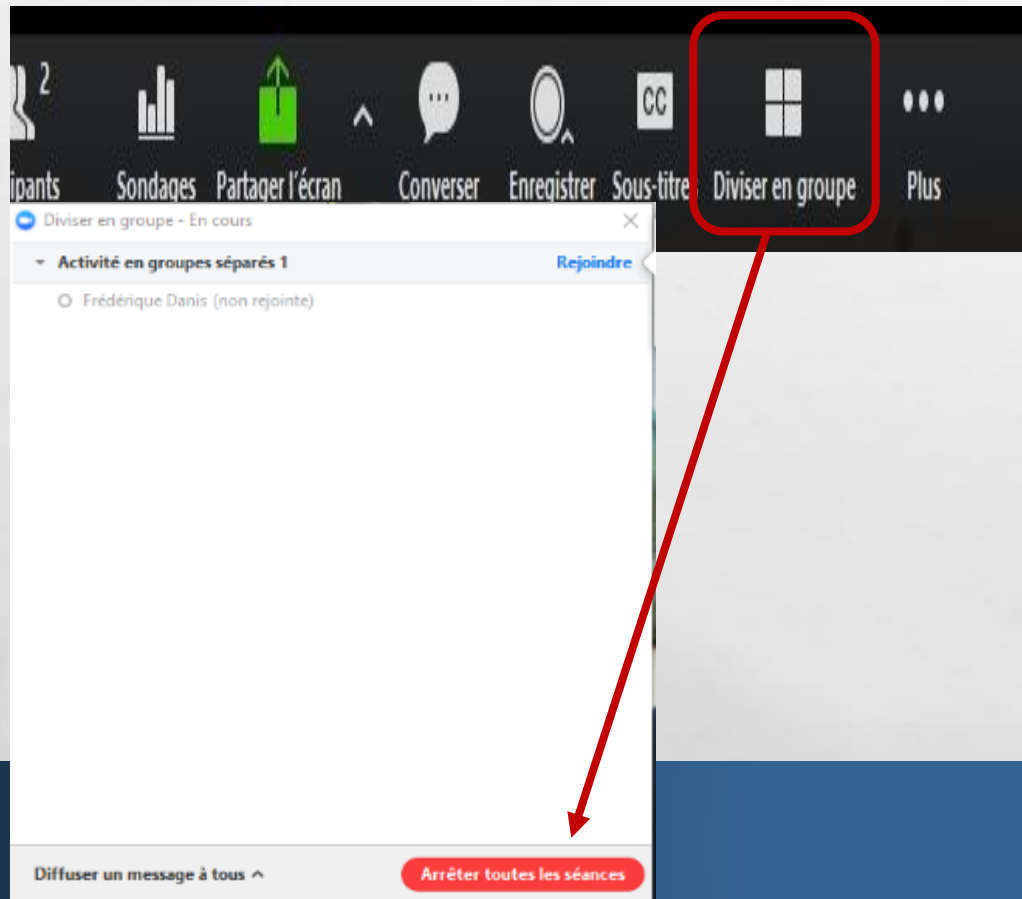 2
ipants Sondages Partager l'écran Converser Enregistrer CC Sous-titres Diviser en groupe Plus
Diviser en groupe - En cours
Activité en groupes séparés 1 Rejoindre
Frédérique Danis (non rejointe)
Diffuser un message à tous Arrêter toutes les séances